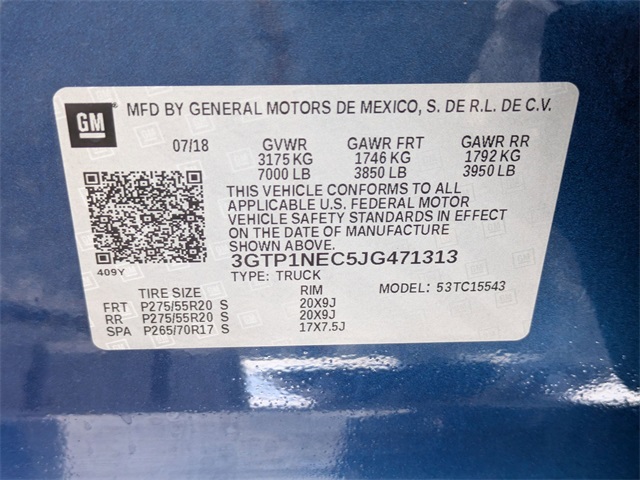 GM
MFD BY GENERAL MOTORS DE MEXICO, S. DE R.L. DE C.V.
07/18 GVWR GAWR FRT GAWR RR
3175 KG 1746 KG 1792 KG
7000 LB 3850 LB 3950 LB
THIS VEHICLE CONFORMS TO ALL
APPLICABLE U.S. FEDERAL MOTOR
VEHICLE SAFETY STANDARDS IN EFFECT
ON THE DATE OF MANUFACTURE
SHOWN ABOVE.
3GTP1NEC5JG471313
409Y
TYPE: TRUCK
TIRE SIZE RIM MODEL: 53TC15543
FRT P275/55R20 S 20X9J
RR P275/55R20 S 20X9J
SPA P265/70R17 S 17X7.5J